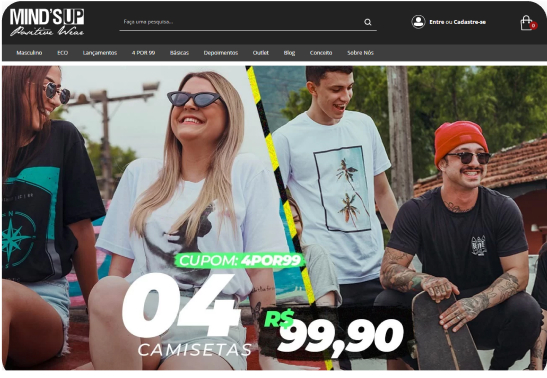 MIND'S UP
Positive Wear
Faça uma pesquisa...
Entre ou Cadastre-se
0
Masculino ECO Lançamentos 4 POR 99 Básicas Depoimentos Outlet Blog Conceito Sobre Nós
N
CUPOM: 4POR99
04
CAMISETAS
R$
99,90